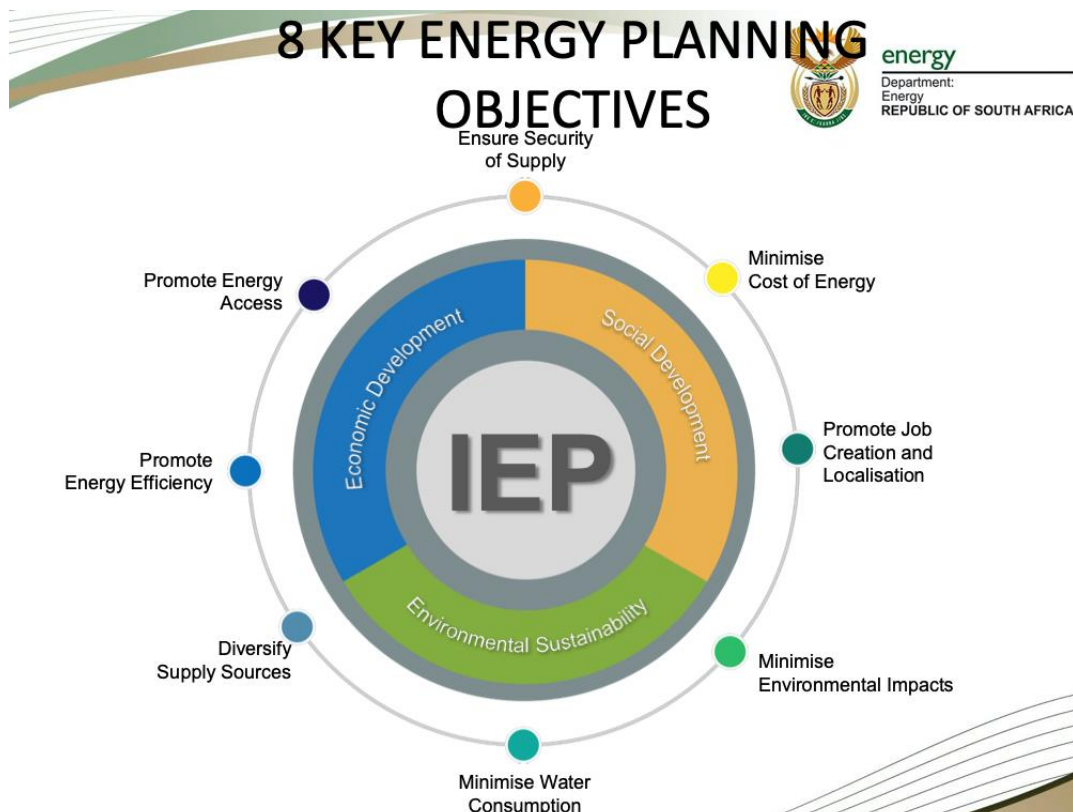 8 KEY ENERGY PLANNING
OBJECTIVES
energy
Department:
Energy
REPUBLIC OF SOUTH AFRICA
Ensure Security
of Supply
Minimise
Cost of Energy
Promote Job
Creation and
Localisation
Minimise
Environmental Impacts
Minimise Water
Consumption
Diversify
Supply Sources
Promote
Energy Efficiency
Promote Energy
Access
Economic Development
Social Development
Environmental Sustainability
IEP